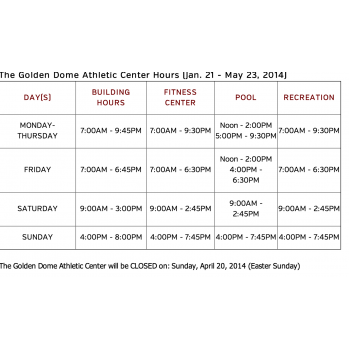 The Golden Dome Athletic Center Hours [Jan. 21 - May 23, 2014]
DAY[S] BUILDING HOURS FITNESS CENTER POOL RECREATION
MONDAY-THURSDAY 7:00AM - 9:45PM 7:00AM - 9:30PM Noon - 2:00PM 5:00PM - 9:30PM 7:00AM - 9:30PM
FRIDAY 7:00AM - 6:45PM 7:00AM - 6:30PM Noon - 2:00PM 4:00PM - 6:30PM 7:00AM - 6:30PM
SATURDAY 9:00AM - 3:00PM 9:00AM - 2:45PM 9:00AM - 2:45PM 9:00AM - 2:45PM
SUNDAY 4:00PM - 8:00PM 4:00PM - 7:45PM 4:00PM - 7:45PM 4:00PM - 7:45PM
The Golden Dome Athletic Center will be CLOSED on: Sunday, April 20, 2014 (Easter Sunday)